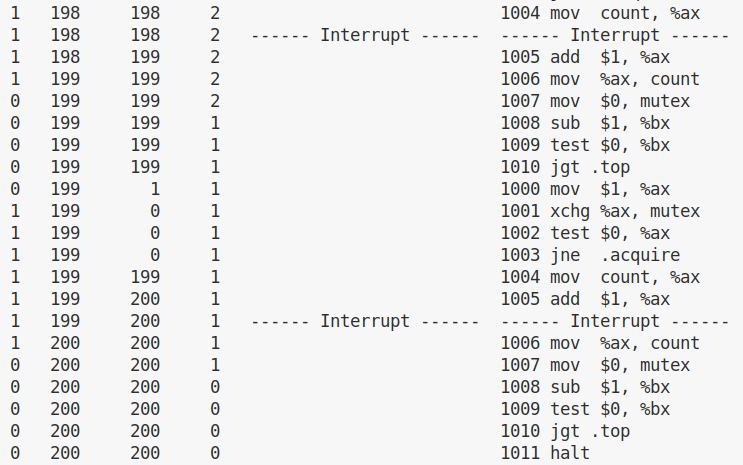 1   198     198     2                            1004 mov  count, %ax
1   198     198     2   ------ Interrupt ------  ------ Interrupt ------
1   198     199     2                            1005 add  $1, %ax
1   199     199     2                            1006 mov  %ax, count
0   199     199     2                            1007 mov  $0, mutex
0   199     199     1                            1008 sub  $1, %bx
0   199     199     1                            1009 test $0, %bx
0   199     199     1                            1010 jgt .top
0   199       1     1                            1000 mov  $1, %ax
1   199       0     1                            1001 xchg %ax, mutex
1   199       0     1                            1002 test $0, %ax
1   199       0     1                            1003 jne  .acquire
1   199     199     1                            1004 mov  count, %ax
1   199     200     1                            1005 add  $1, %ax
1   199     200     1   ------ Interrupt ------  ------ Interrupt ------
1   200     200     1                            1006 mov  %ax, count
0   200     200     1                            1007 mov  $0, mutex
0   200     200     0                            1008 sub  $1, %bx
0   200     200     0                            1009 test $0, %bx
0   200     200     0                            1010 jgt .top
0   200     200     0                            1011 halt